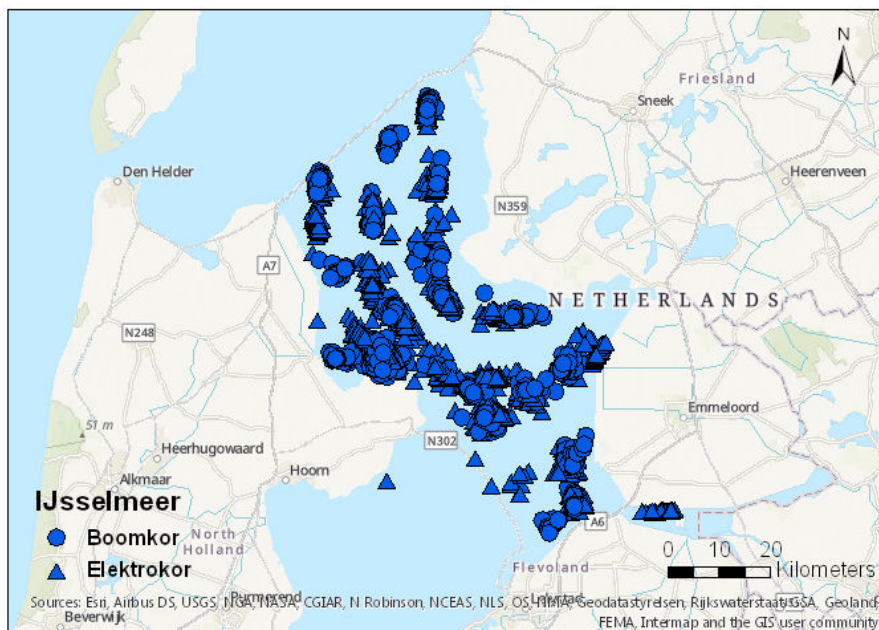 N
Friesland
Sneek
Den Helder
Heerenveen
N359
A7
NETHERLANDS
N248
51 m
Emmeloord
N302
Heerhugowaard
Hoorn
Alkmaar
IJsselmeer
Boomkor
Elektrokor
North
Holland
A6
0 10 20
Kilometers
Flevoland
Purmerend
Lelystad
Sources: Esri, Airbus DS, USGS, NGA, NASA, CGIAR, N Robinson, NCEAS, NLS, OS, NMA, Geodatastyrelsen, Rijkswaterstaat, GSA, Geoland,
Beverwijk
FEMA, Intermap and the GIS user community